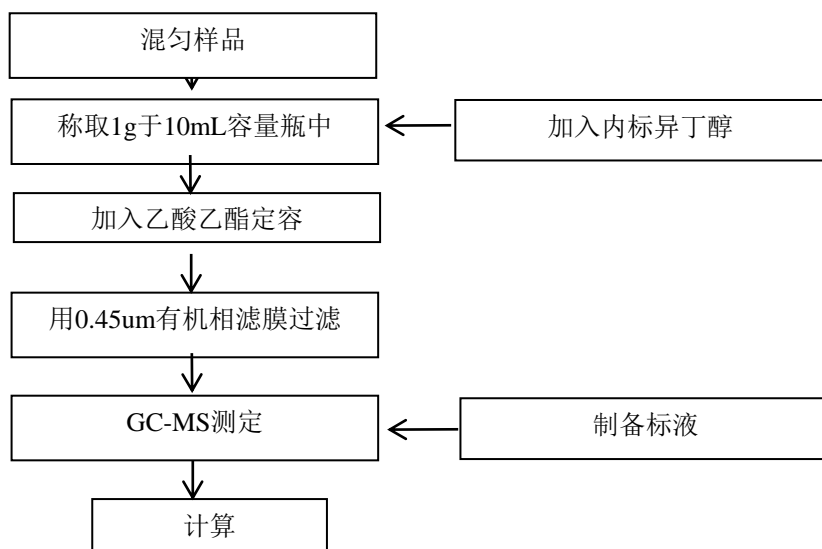 混匀样品
称取1g于10mL容量瓶中
加入内标异丁醇
加入乙酸乙酯定容
用0.45um有机相滤膜过滤
GC-MS测定
制备标液
计算